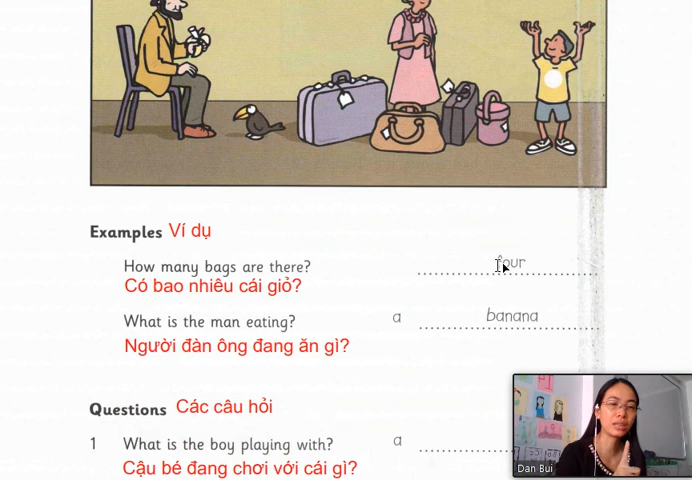 Examples Ví dụ
How many bags are there? four
Có bao nhiêu cái giỏ?
What is the man eating? a banana
Người đàn ông đang ăn gì?
Questions Các câu hỏi
1 What is the boy playing with? a
Cậu bé đang chơi với cái gì?
Dan Bui